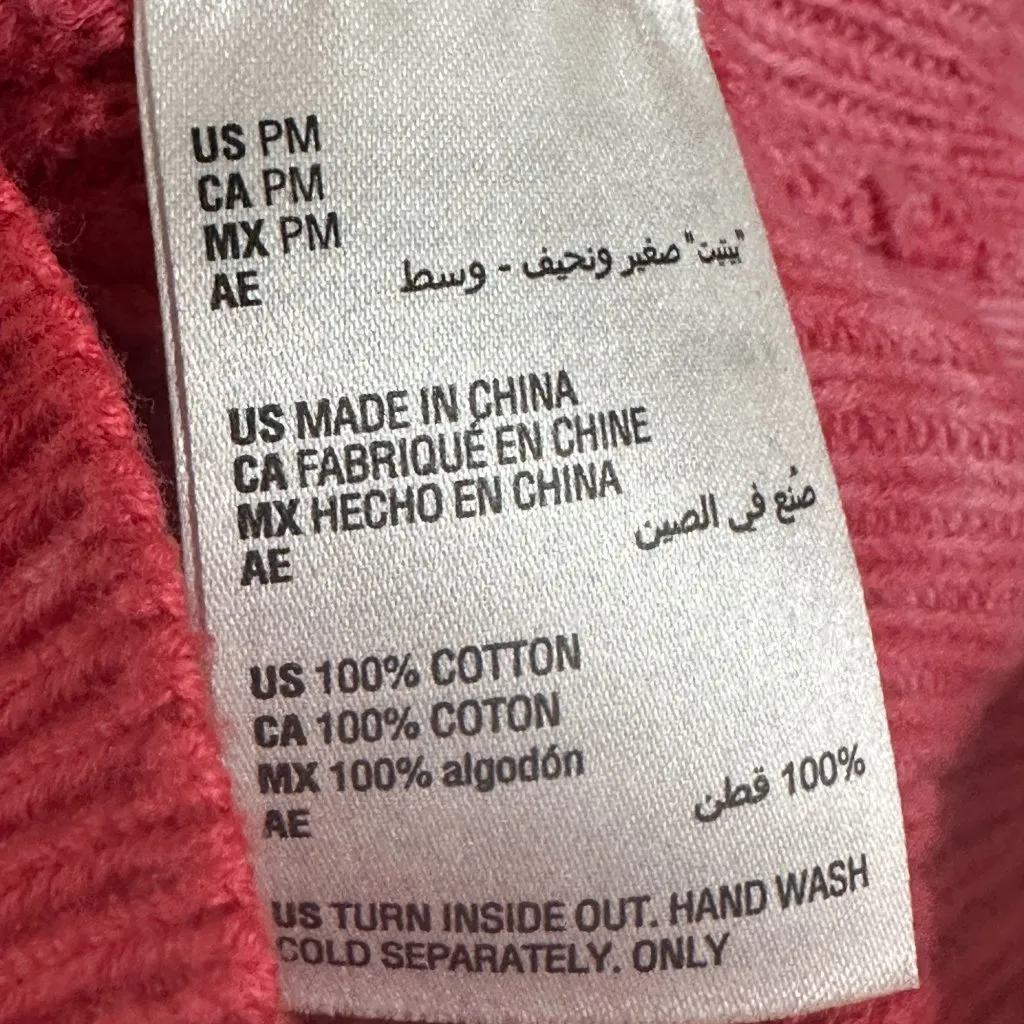 US PM
CA PM
MX PM
AE "بيتيت" صغير ونحيف - وسط
US MADE IN CHINA
CA FABRIQUÉ EN CHINE
MX HECHO EN CHINA
AE صُنع في الصين
US 100% COTTON
CA 100% COTON
MX 100% algodón
AE 100% قطن
US TURN INSIDE OUT. HAND WASH
COLD SEPARATELY. ONLY